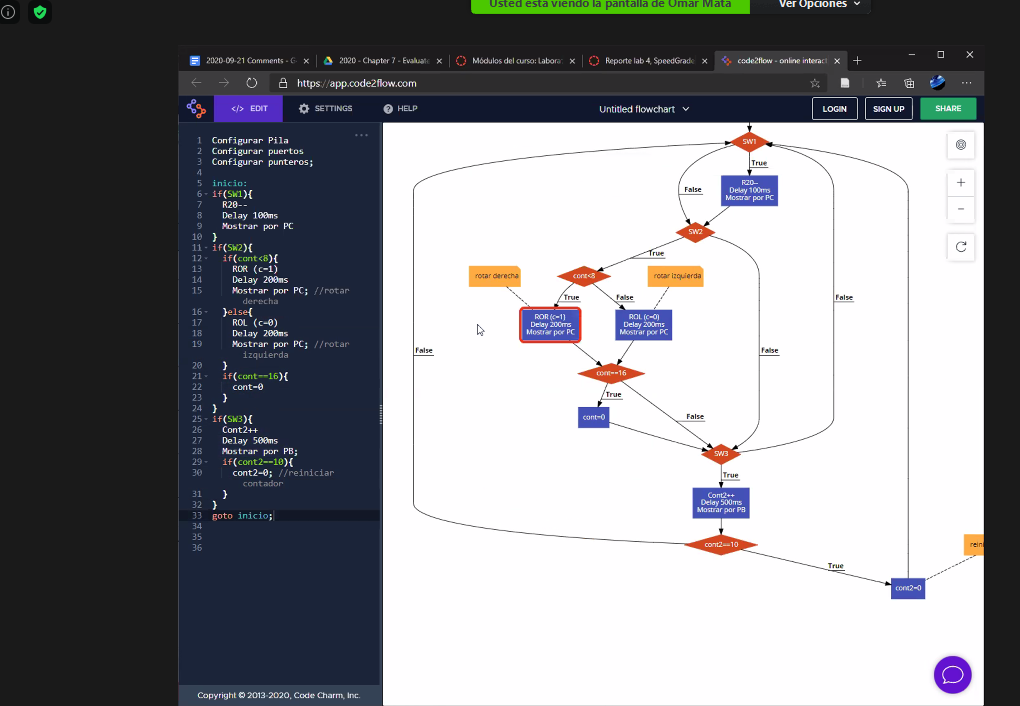 Usted está viendo la pantalla de Omar Mata
Ver Opciones
2020-09-21 Comments - G
2020 - Chapter 7 - Evaluate
Módulos del curso: Labora
Reporte lab 4, SpeedGrade
code2flow - online interact
https://app.code2flow.com
</> EDIT
SETTINGS
HELP
Untitled flowchart
LOGIN
SIGN UP
SHARE
1 Configurar Pila
2 Configurar puertos
3 Configurar punteros;
4
5 inicio:
6 if(SW1){
7 R20--
8 Delay 100ms
9 Mostrar por PC
10 }
11 if(SW2){
12 if(cont<8){
13 ROR (c=1)
14 Delay 200ms
15 Mostrar por PC; //rotar
derecha
16 }else{
17 ROL (c=0)
18 Delay 200ms
19 Mostrar por PC; //rotar
izquierda
20 }
21 if(cont==16){
22 cont=0
23 }
24 }
25 if(SW3){
26 Cont2++
27 Delay 500ms
28 Mostrar por PB;
29 if(cont2==10){
30 cont2=0; //reiniciar
contador
31 }
32 }
33 goto inicio;
34
35
36
Copyright © 2013-2020, Code Charm, Inc.
SW1
True
False
R20--
Delay 100ms
Mostrar por PC
SW2
True
rotar derecha
cont<8
rotar izquierda
True
False
False
ROR (c=1)
Delay 200ms
Mostrar por PC
ROL (c=0)
Delay 200ms
Mostrar por PC
False
False
cont==16
True
cont=0
False
SW3
True
Cont2++
Delay 500ms
Mostrar por PB
cont2==10
True
rein
cont2=0